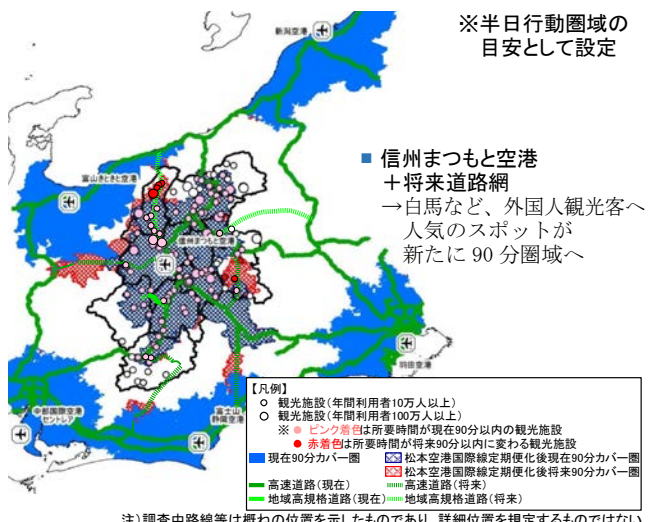 ※半日行動圏域の
目安として設定
新潟空港
■ 信州まつもと空港
＋将来道路網
→白馬など、外国人観光客へ
人気のスポットが
新たに 90 分圏域へ
富山きときと空港
信州まつもと空港
羽田空港
中部国際空港
セントレア
富士山
静岡空港
【凡例】
○ 観光施設（年間利用者10万人以上）
○ 観光施設（年間利用者100万人以上）
※ ● ピンク着色は所要時間が現在90分以内の観光施設
● 赤着色は所要時間が将来90分以内に変わる観光施設
現在90分カバー圏 松本空港国際線定期便化後現在90分カバー圏
松本空港国際線定期便化後将来90分カバー圏
高速道路（現在） 高速道路（将来）
地域高規格道路（現在） 地域高規格道路（将来）
注）調査中路線等は概ねの位置を示したものであり、詳細位置を規定するものではない